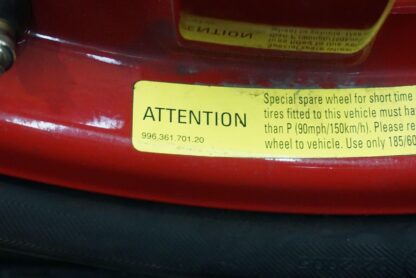 ATTENTION
996.361.701.20
Special spare wheel for short time
tires fitted to this vehicle must ha
than P (90mph/150km/h). Please re
wheel to vehicle. Use only 185/60